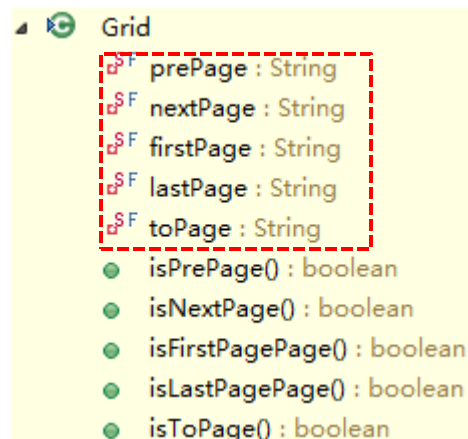 Grid
S F prePage : String
S F nextPage : String
S F firstPage : String
S F lastPage : String
S F toPage : String
isPrePage() : boolean
isNextPage() : boolean
isFirstPagePage() : boolean
isLastPagePage() : boolean
isToPage() : boolean